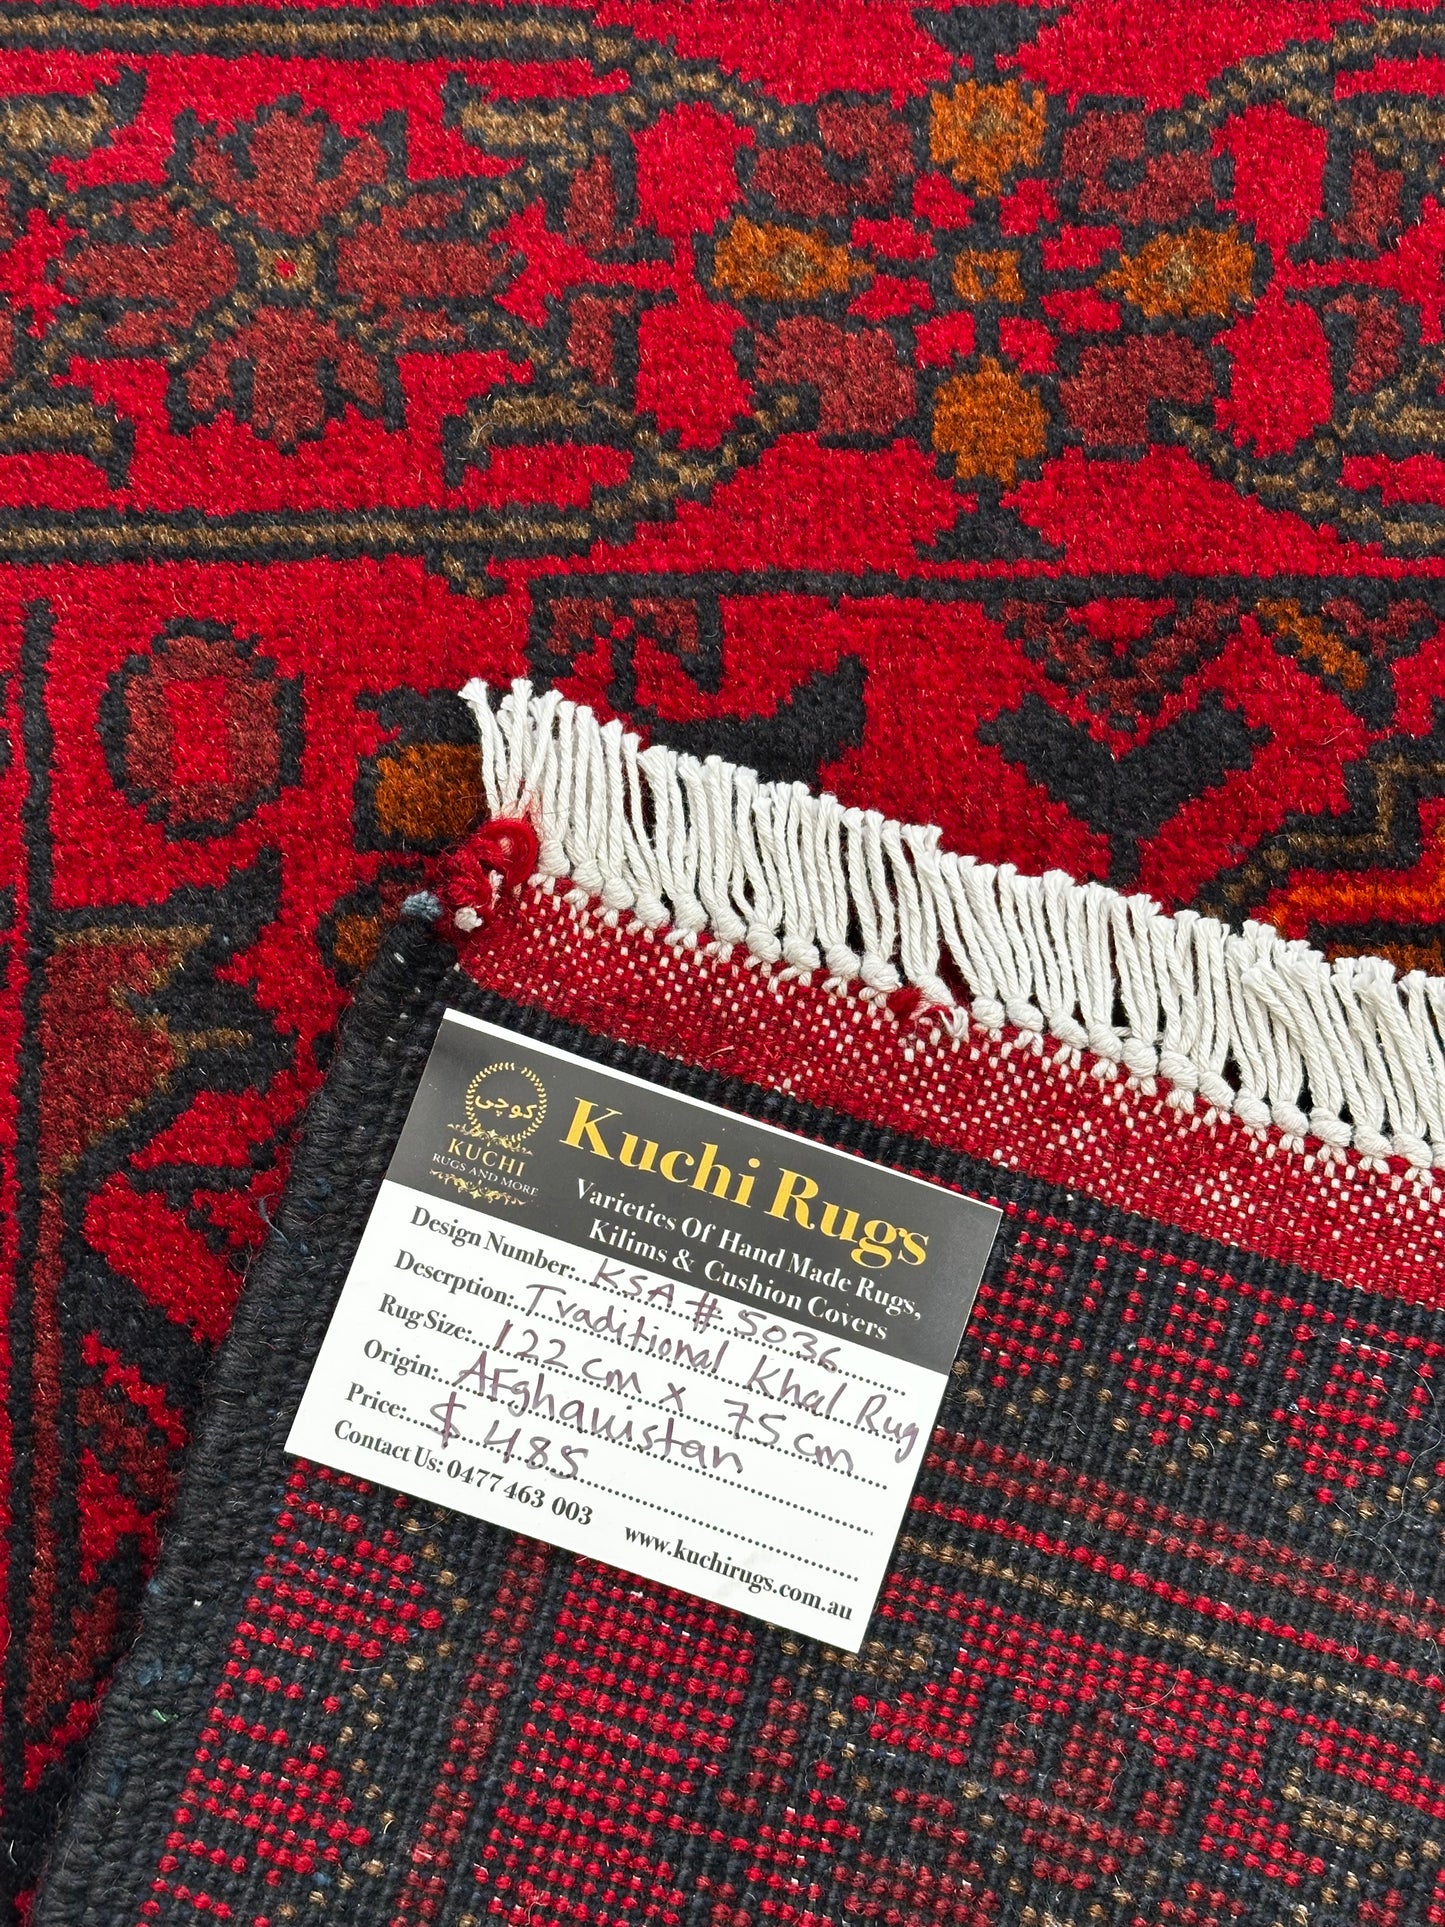 کوچی
KUCHI
RUGS AND MORE
Kuchi Rugs
Varieties Of Hand Made Rugs,
Kilims & Cushion Covers
Design Number: KSA # 5036
Descrption: Traditional Khal Rug
Rug Size: 122 cm x 75 cm
Origin: AFghanistan
Price: $ 485
Contact Us: 0477 463 003 www.kuchirugs.com.au